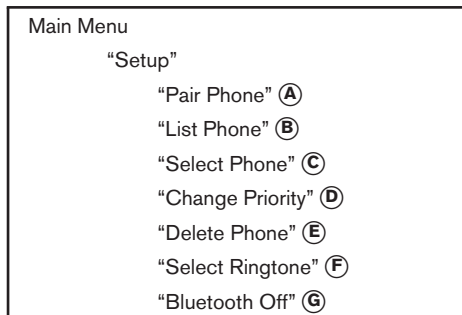 Main Menu
“Setup”
“Pair Phone” Ⓐ
“List Phone” Ⓑ
“Select Phone” Ⓒ
“Change Priority” Ⓓ
“Delete Phone” Ⓔ
“Select Ringtone” Ⓕ
“Bluetooth Off” Ⓖ